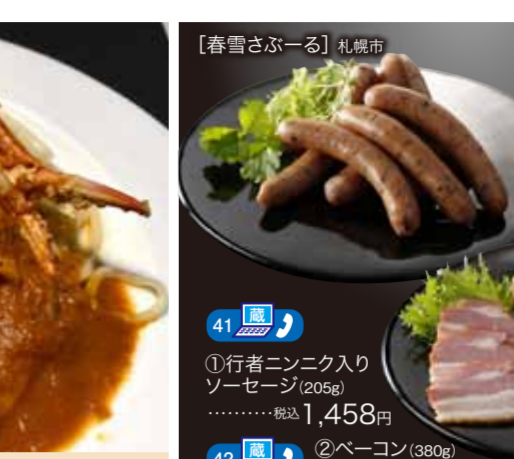 ［春雪さぶーる］札幌市
41 蔵
①行者ニンニク入り
ソーセージ(205g)
‥‥‥‥‥税込1,458円
42 蔵 ②ベーコン(380g)